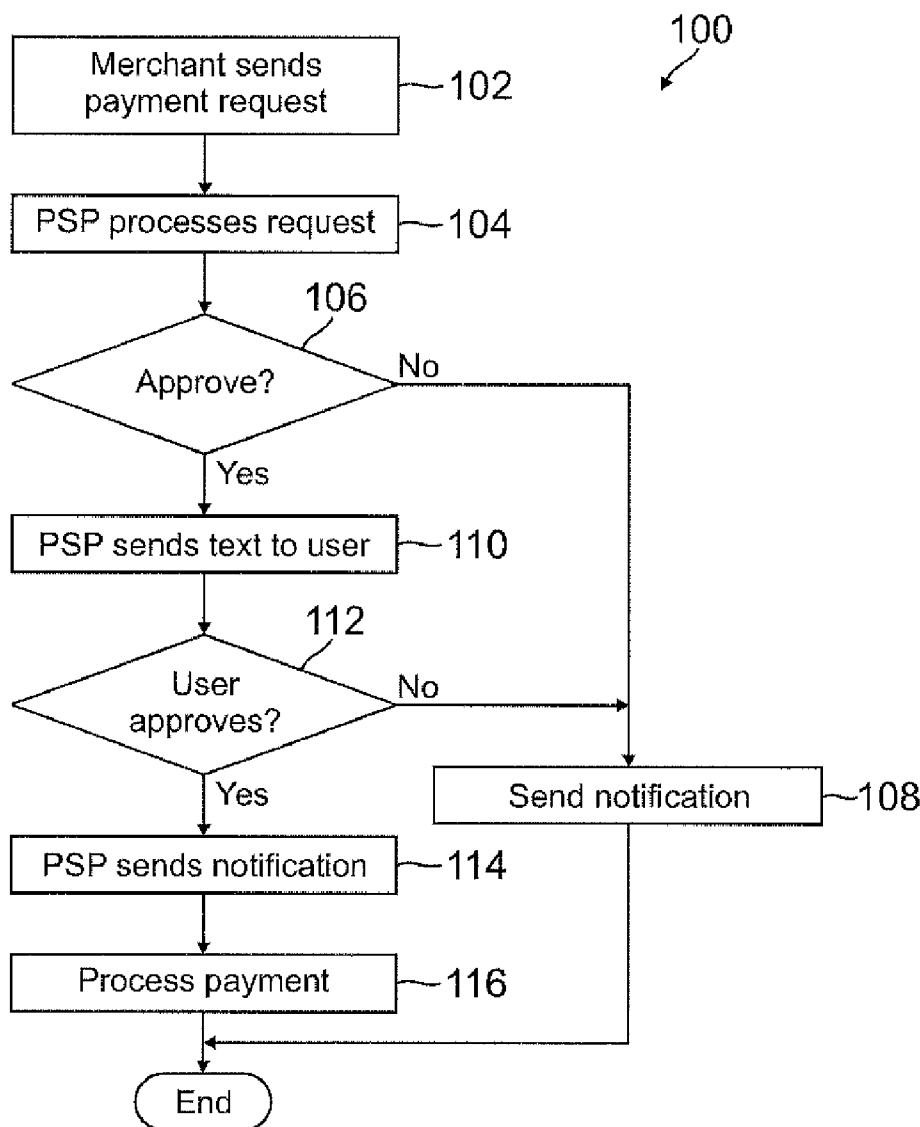 100
Merchant sends
payment request
102
PSP processes request
104
106
Approve?
No
Yes
PSP sends text to user
110
112
User
approves?
No
Yes
Send notification
108
PSP sends notification
114
Process payment
116
End